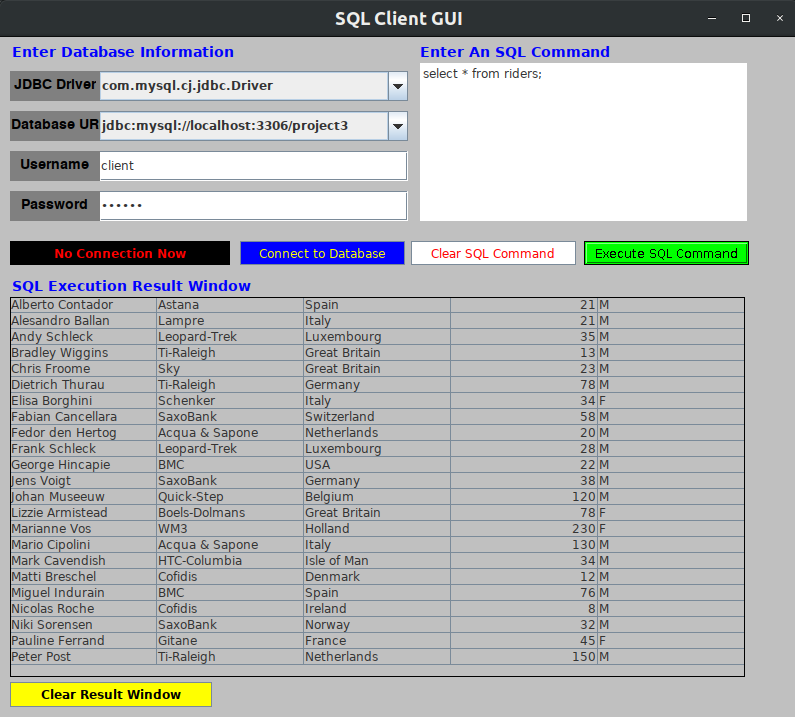 SQL Client GUI
Enter Database Information
JDBC Driver com.mysql.cj.jdbc.Driver
Database UR jdbc:mysql://localhost:3306/project3
Username client
Password ••••••
Enter An SQL Command
select * from riders;
No Connection Now Connect to Database Clear SQL Command Execute SQL Command
SQL Execution Result Window
Alberto Contador Astana Spain 21 M
Alesandro Ballan Lampre Italy 21 M
Andy Schleck Leopard-Trek Luxembourg 35 M
Bradley Wiggins Ti-Raleigh Great Britain 13 M
Chris Froome Sky Great Britain 23 M
Dietrich Thurau Ti-Raleigh Germany 78 M
Elisa Borghini Schenker Italy 34 F
Fabian Cancellara SaxoBank Switzerland 58 M
Fedor den Hertog Acqua & Sapone Netherlands 20 M
Frank Schleck Leopard-Trek Luxembourg 28 M
George Hincapie BMC USA 22 M
Jens Voigt SaxoBank Germany 38 M
Johan Museeuw Quick-Step Belgium 120 M
Lizzie Armistead Boels-Dolmans Great Britain 78 F
Marianne Vos WM3 Holland 230 F
Mario Cipolini Acqua & Sapone Italy 130 M
Mark Cavendish HTC-Columbia Isle of Man 34 M
Matti Breschel Cofidis Denmark 12 M
Miguel Indurain BMC Spain 76 M
Nicolas Roche Cofidis Ireland 8 M
Niki Sorensen SaxoBank Norway 32 M
Pauline Ferrand Gitane France 45 F
Peter Post Ti-Raleigh Netherlands 150 M
Clear Result Window